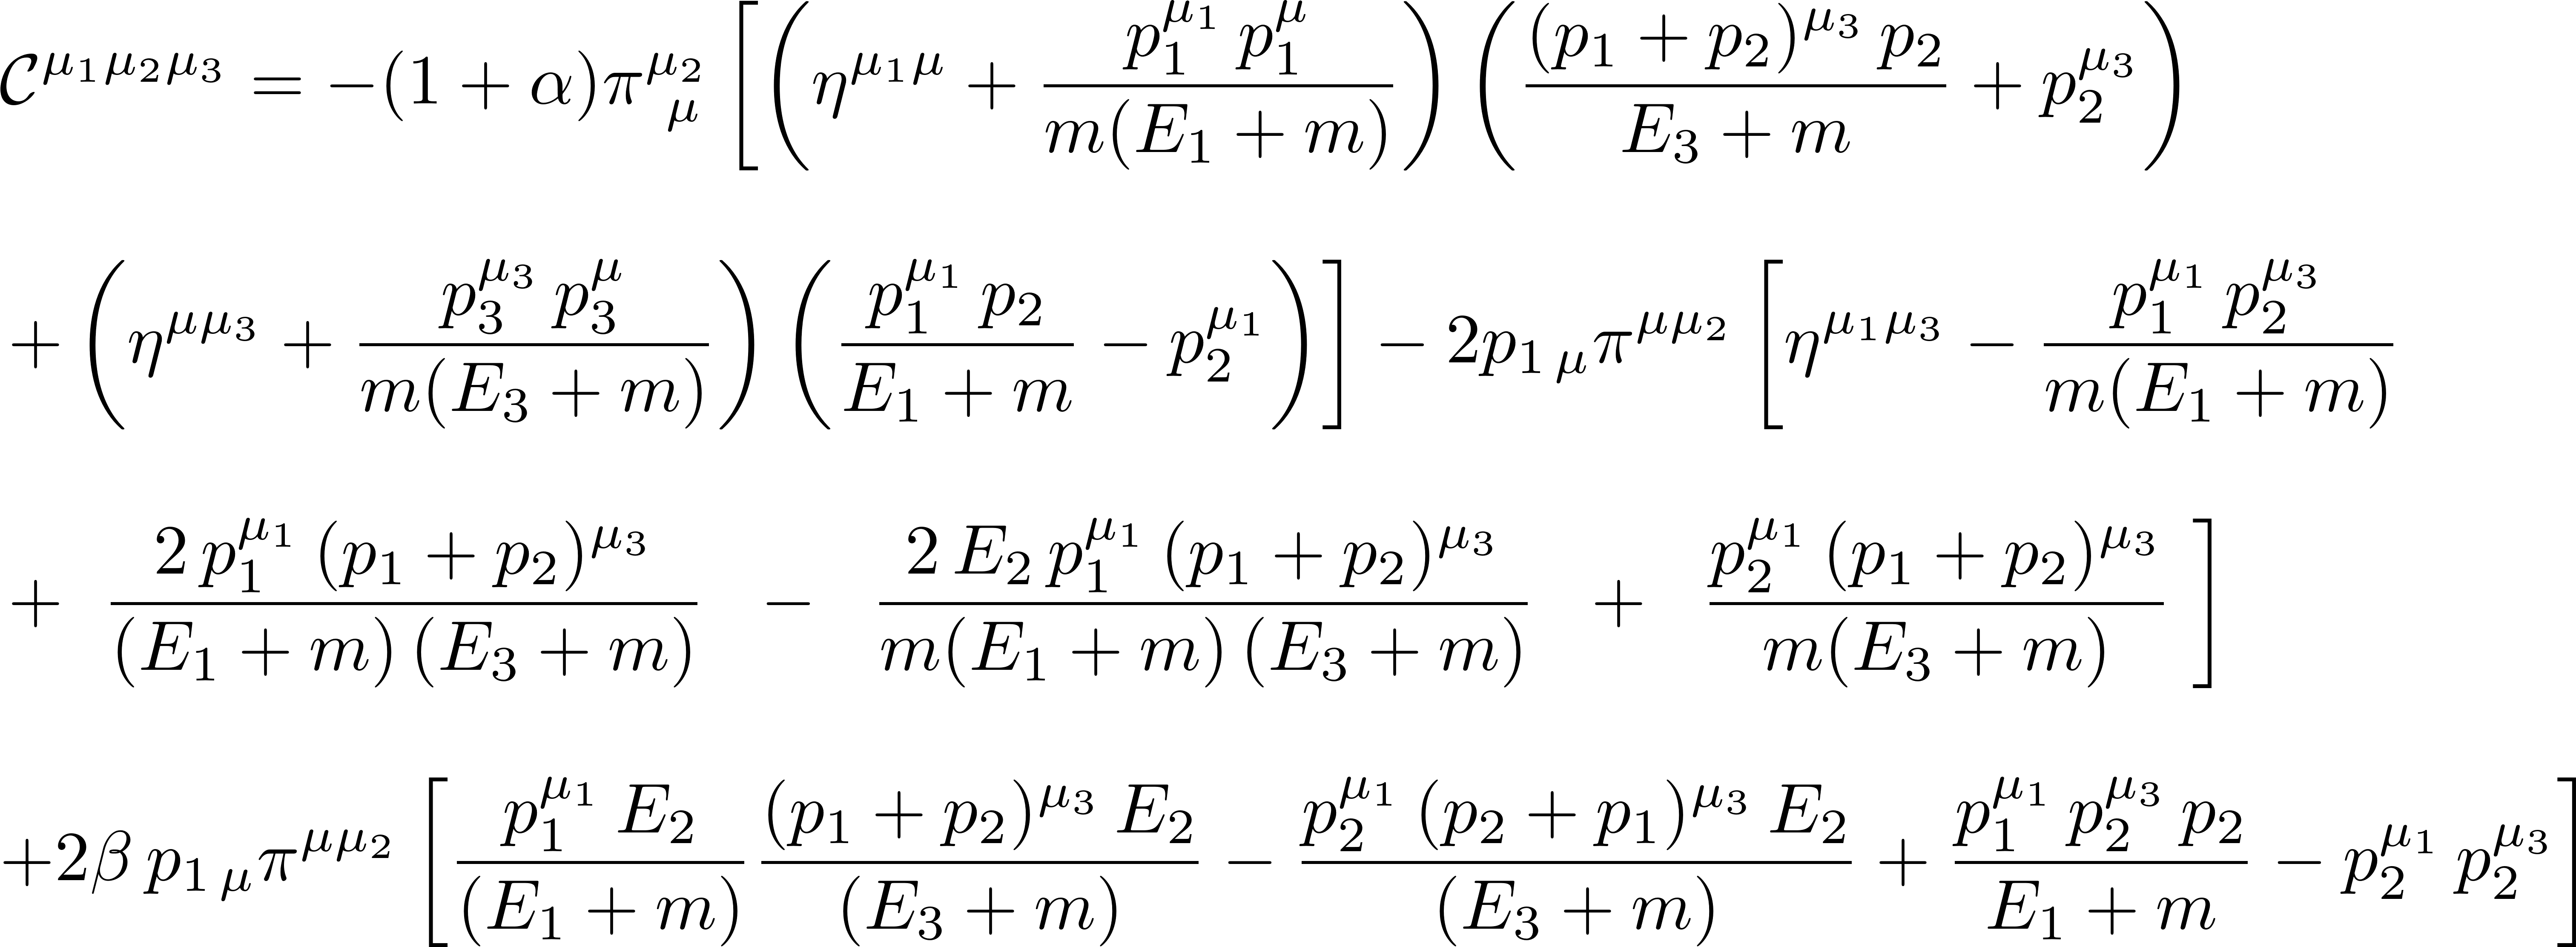 \mathcal{C}^{\mu_1\mu_2\mu_3} = -(1+\alpha)\pi^{\mu_2}_{\ \ \mu} \left[ \left( \eta^{\mu_1\mu} + \frac{p_1^{\mu_1} \, p_1^{\mu}}{m(E_1+m)} \right) \left( \frac{(p_1+p_2)^{\mu_3} \, p_2}{E_3+m} + p_2^{\mu_3} \right) \right.
\left. + \left( \eta^{\mu\mu_3} + \frac{p_3^{\mu_3} \, p_3^{\mu}}{m(E_3+m)} \right) \left( \frac{p_1^{\mu_1} \, p_2}{E_1+m} - p_2^{\mu_1} \right) \right] - 2p_{1\,\mu}\pi^{\mu\mu_2} \left[ \eta^{\mu_1\mu_3} - \frac{p_1^{\mu_1} \, p_2^{\mu_3}}{m(E_1+m)} \right.
\left. + \frac{2\,p_1^{\mu_1} \, (p_1+p_2)^{\mu_3}}{(E_1+m)\,(E_3+m)} - \frac{2\,E_2\,p_1^{\mu_1} \, (p_1+p_2)^{\mu_3}}{m(E_1+m)\,(E_3+m)} + \frac{p_2^{\mu_1} \, (p_1+p_2)^{\mu_3}}{m(E_3+m)} \right]
+2\beta\,p_{1\,\mu}\pi^{\mu\mu_2} \left[ \frac{p_1^{\mu_1} \, E_2}{(E_1+m)} \frac{(p_1+p_2)^{\mu_3} \, E_2}{(E_3+m)} - \frac{p_2^{\mu_1} \, (p_2+p_1)^{\mu_3} \, E_2}{(E_3+m)} + \frac{p_1^{\mu_1} \, p_2^{\mu_3} \, p_2}{E_1+m} - p_2^{\mu_1} \, p_2^{\mu_3} \right]